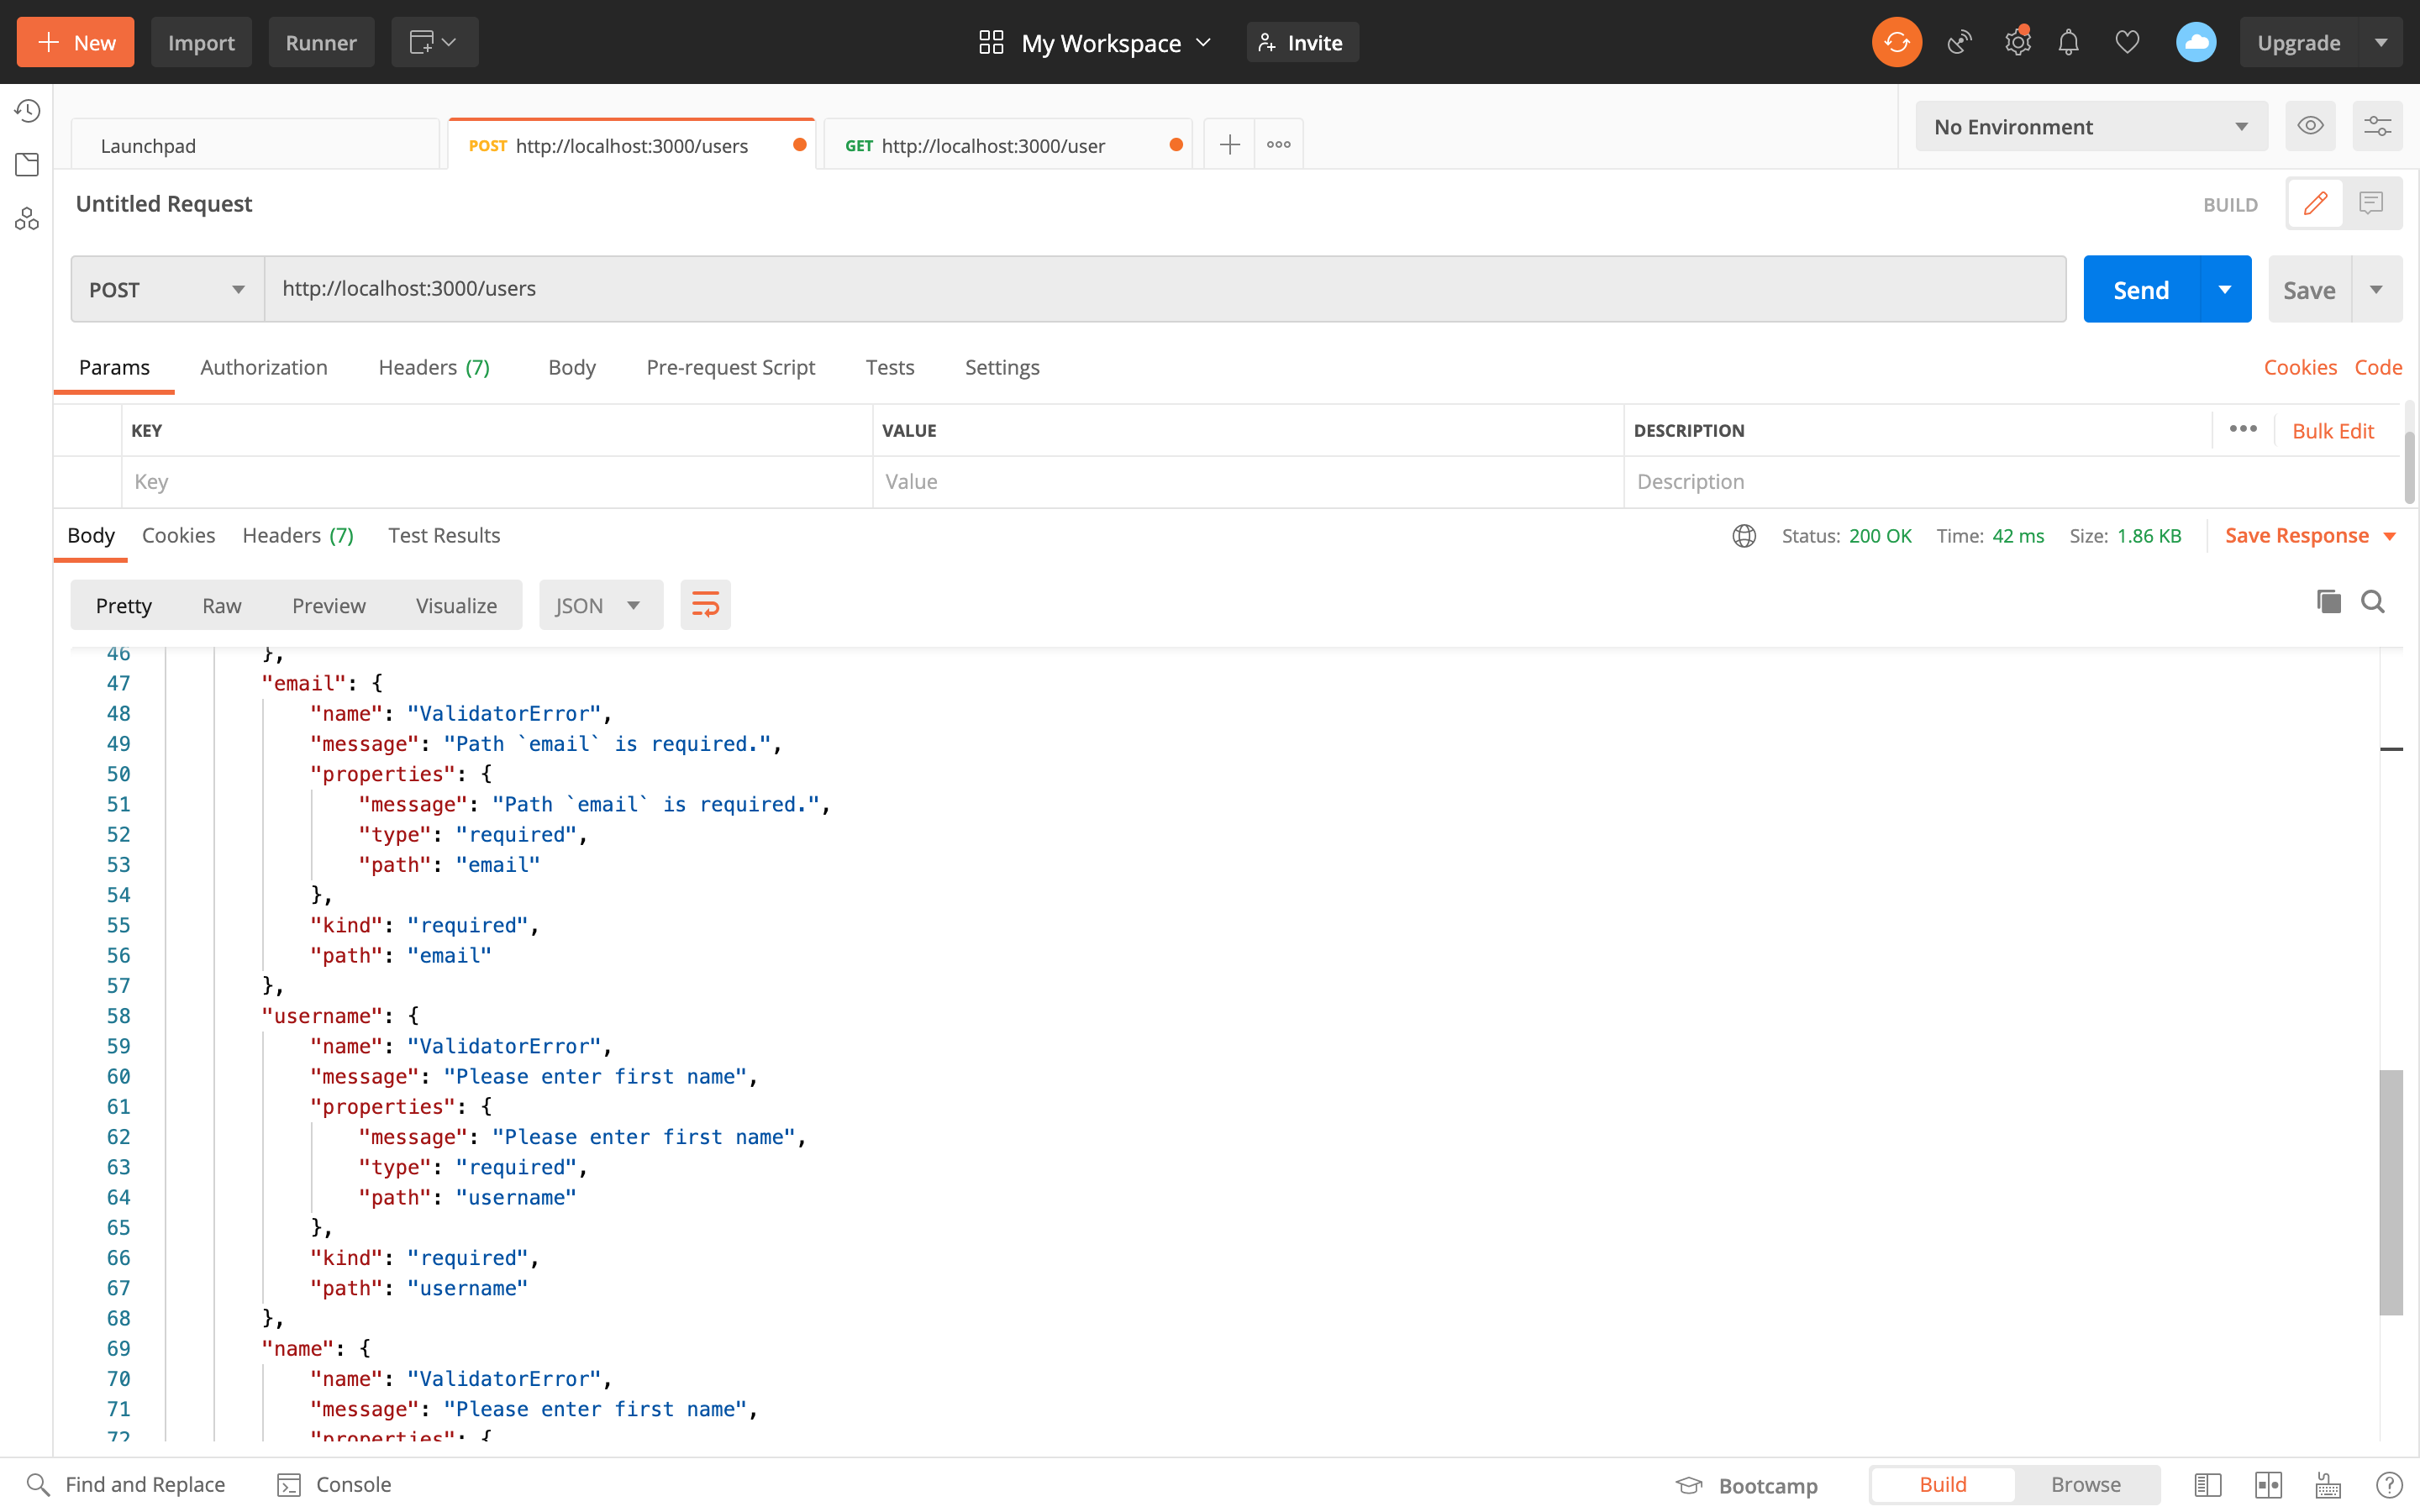 New Import Runner My Workspace Invite Upgrade
Launchpad POST http://localhost:3000/users GET http://localhost:3000/user No Environment
Untitled Request BUILD
POST http://localhost:3000/users Send Save
Params Authorization Headers (7) Body Pre-request Script Tests Settings Cookies Code
KEY VALUE DESCRIPTION Bulk Edit
Key Value Description
Body Cookies Headers (7) Test Results Status: 200 OK Time: 42 ms Size: 1.86 KB Save Response
Pretty Raw Preview Visualize JSON
46 },
47 "email": {
48 "name": "ValidatorError",
49 "message": "Path `email` is required.",
50 "properties": {
51 "message": "Path `email` is required.",
52 "type": "required",
53 "path": "email"
54 },
55 "kind": "required",
56 "path": "email"
57 },
58 "username": {
59 "name": "ValidatorError",
60 "message": "Please enter first name",
61 "properties": {
62 "message": "Please enter first name",
63 "type": "required",
64 "path": "username"
65 },
66 "kind": "required",
67 "path": "username"
68 },
69 "name": {
70 "name": "ValidatorError",
71 "message": "Please enter first name",
72 "properties": {
Find and Replace Console Bootcamp Build Browse